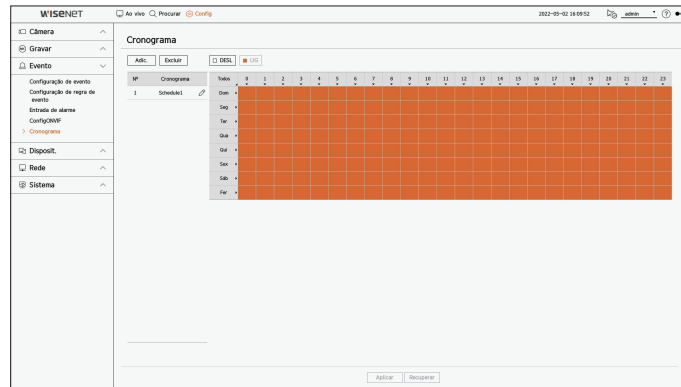 WISENET
Ao vivo Procurar Config 2022-05-02 16:09:52 admin ?
Câmera
Gravar
Evento
Configuração de evento
Configuração de regra de evento
Entrada de alarme
ConfigONVIF
Cronograma
Disposit.
Rede
Sistema
Cronograma
Adic. Excluir DESL LIG
Nº Cronograma
1 Schedule1
Todos 0 1 2 3 4 5 6 7 8 9 10 11 12 13 14 15 16 17 18 19 20 21 22 23
Dom
Seg
Ter
Qua
Qui
Sex
Sáb
Fer
Aplicar Recuperar